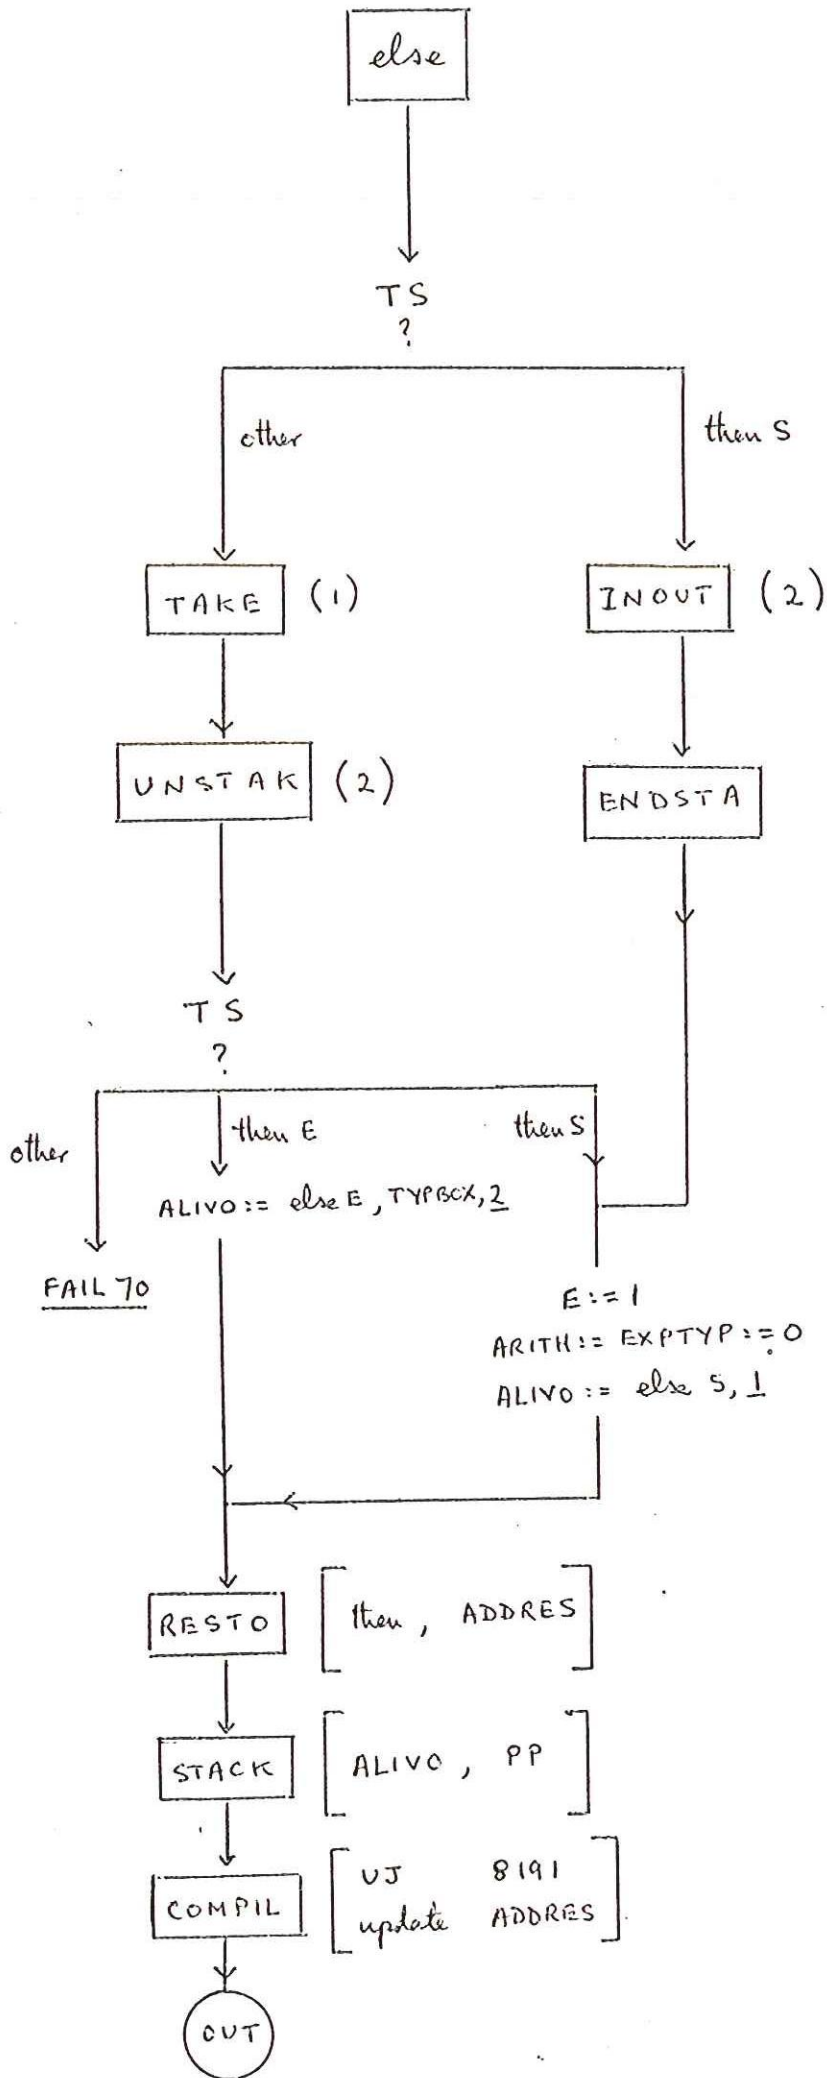 else
TS
?
other
then S
TAKE (1)
INOUT (2)
UNSTAK (2)
ENDSTA
TS
?
other
then E
then S
ALIVO := else E, TYPBOX, 2
FAIL 70
E := 1
ARITH := EXPTYP := 0
ALIVO := else S, 1
RESTO [then, ADDRES]
STACK [ALIVO, PP]
COMPIL [UJ 8191
update ADDRES]
OUT